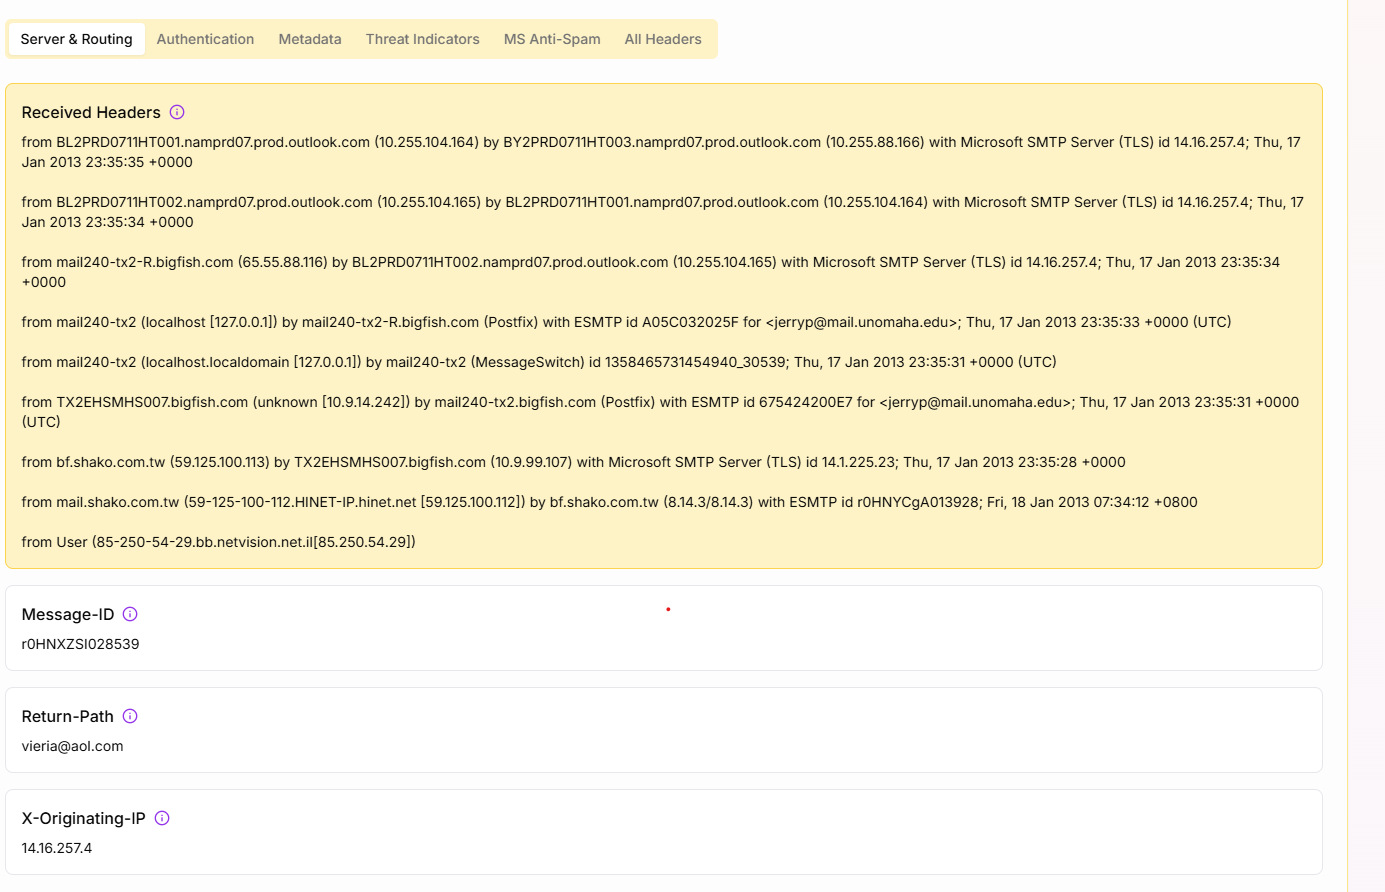 Server & Routing
Authentication
Metadata
Threat Indicators
MS Anti-Spam
All Headers
Received Headers
from BL2PRD0711HT001.namprd07.prod.outlook.com (10.255.104.164) by BY2PRD0711HT003.namprd07.prod.outlook.com (10.255.88.166) with Microsoft SMTP Server (TLS) id 14.16.257.4; Thu, 17
Jan 2013 23:35:35 +0000
from BL2PRD0711HT002.namprd07.prod.outlook.com (10.255.104.165) by BL2PRD0711HT001.namprd07.prod.outlook.com (10.255.104.164) with Microsoft SMTP Server (TLS) id 14.16.257.4; Thu, 17
Jan 2013 23:35:34 +0000
from mail240-tx2-R.bigfish.com (65.55.88.116) by BL2PRD0711HT002.namprd07.prod.outlook.com (10.255.104.165) with Microsoft SMTP Server (TLS) id 14.16.257.4; Thu, 17 Jan 2013 23:35:34
+0000
from mail240-tx2 (localhost [127.0.0.1]) by mail240-tx2-R.bigfish.com (Postfix) with ESMTP id A05C032025F for <jerryp@mail.unomaha.edu>; Thu, 17 Jan 2013 23:35:33 +0000 (UTC)
from mail240-tx2 (localhost.localdomain [127.0.0.1]) by mail240-tx2 (MessageSwitch) id 1358465731454940_30539; Thu, 17 Jan 2013 23:35:31 +0000 (UTC)
from TX2EHSMHS007.bigfish.com (unknown [10.9.14.242]) by mail240-tx2.bigfish.com (Postfix) with ESMTP id 675424200E7 for <jerryp@mail.unomaha.edu>; Thu, 17 Jan 2013 23:35:31 +0000
(UTC)
from bf.shako.com.tw (59.125.100.113) by TX2EHSMHS007.bigfish.com (10.9.99.107) with Microsoft SMTP Server (TLS) id 14.1.225.23; Thu, 17 Jan 2013 23:35:28 +0000
from mail.shako.com.tw (59-125-100-112.HINET-IP.hinet.net [59.125.100.112]) by bf.shako.com.tw (8.14.3/8.14.3) with ESMTP id r0HNYCgA013928; Fri, 18 Jan 2013 07:34:12 +0800
from User (85-250-54-29.bb.netvision.net.il[85.250.54.29])
Message-ID
r0HNXZSI028539
Return-Path
vieria@aol.com
X-Originating-IP
14.16.257.4